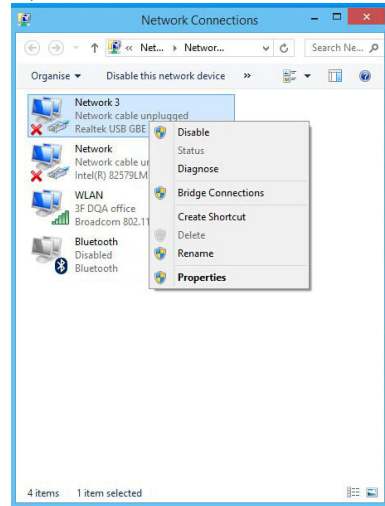 Network Connections
Net... Networ... Search Ne...
Organise Disable this network device »
Network 3
Network cable unplugged
Realtek USB GBE
Network
Network cable
Intel(R) 82579LM
WLAN
3F DQA office
Broadcom 802.11
Bluetooth
Disabled
Bluetooth
Disable
Status
Diagnose
Bridge Connections
Create Shortcut
Delete
Rename
Properties
4 items 1 item selected